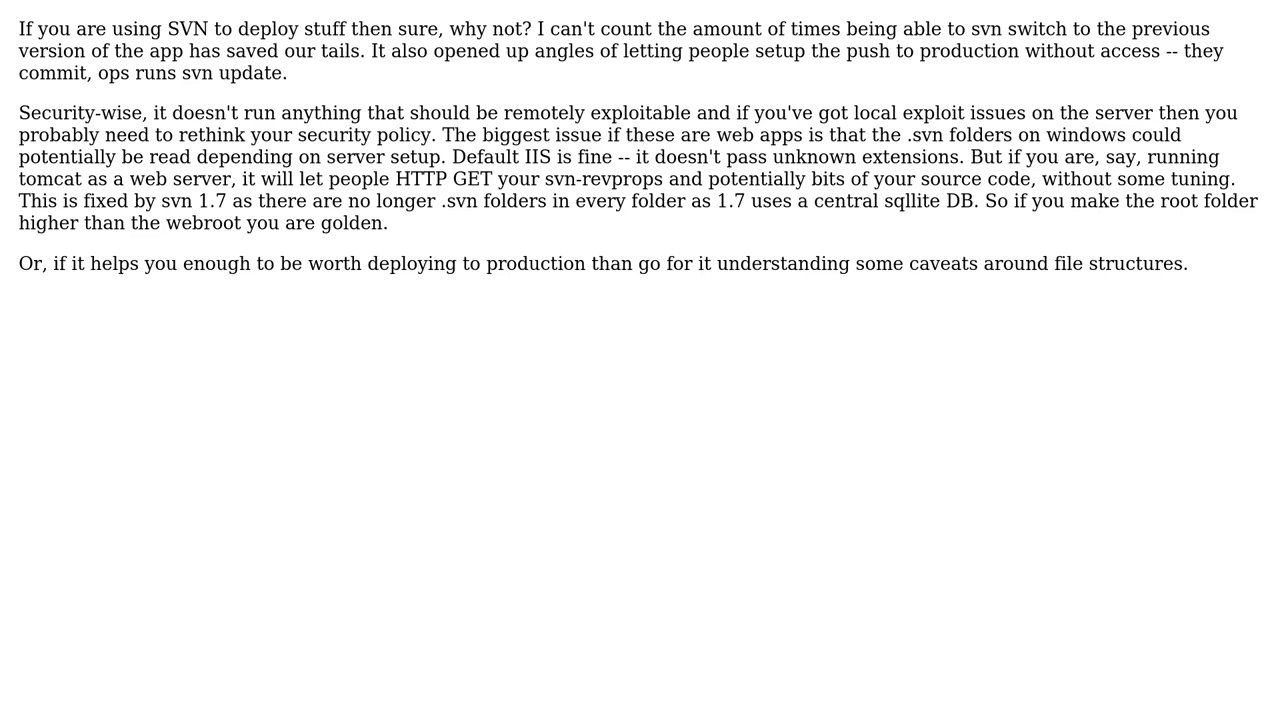 If you are using SVN to deploy stuff then sure, why not? I can't count the amount of times being able to svn switch to the previous
version of the app has saved our tails. It also opened up angles of letting people setup the push to production without access -- they
commit, ops runs svn update.
Security-wise, it doesn't run anything that should be remotely exploitable and if you've got local exploit issues on the server then you
probably need to rethink your security policy. The biggest issue if these are web apps is that the .svn folders on windows could
potentially be read depending on server setup. Default IIS is fine -- it doesn't pass unknown extensions. But if you are, say, running
tomcat as a web server, it will let people HTTP GET your svn-revprops and potentially bits of your source code, without some tuning.
This is fixed by svn 1.7 as there are no longer .svn folders in every folder as 1.7 uses a central sqllite DB. So if you make the root folder
higher than the webroot you are golden.
Or, if it helps you enough to be worth deploying to production than go for it understanding some caveats around file structures.